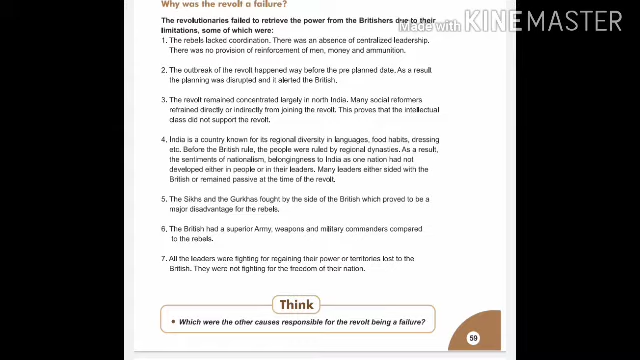 Why was the revolt a failure?
Made with KINEMASTER
The revolutionaries failed to retrieve the power from the Britishers due to their
limitations, some of which were:
1. The rebels lacked coordination. There was an absence of centralized leadership.
There was no provision of reinforcement of men, money and ammunition.
2. The outbreak of the revolt happened way before the pre planned date. As a result
the planning was disrupted and it alerted the British.
3. The revolt remained concentrated largely in north India. Many social reformers
refrained directly or indirectly from joining the revolt. This proves that the intellectual
class did not support the revolt.
4. India is a country known for its regional diversity in languages, food habits, dressing
etc. Before the British rule, the people were ruled by regional dynasties. As a result,
the sentiments of nationalism, belongingness to India as one nation had not
developed either in people or in their leaders. Many leaders either sided with the
British or remained passive at the time of the revolt.
5. The Sikhs and the Gurkhas fought by the side of the British which proved to be a
major disadvantage for the rebels.
6. The British had a superior Army, weapons and military commanders compared
to the rebels.
7. All the leaders were fighting for regaining their power or territories lost to the
British. They were not fighting for the freedom of their nation.
Think
• Which were the other causes responsible for the revolt being a failure?
59